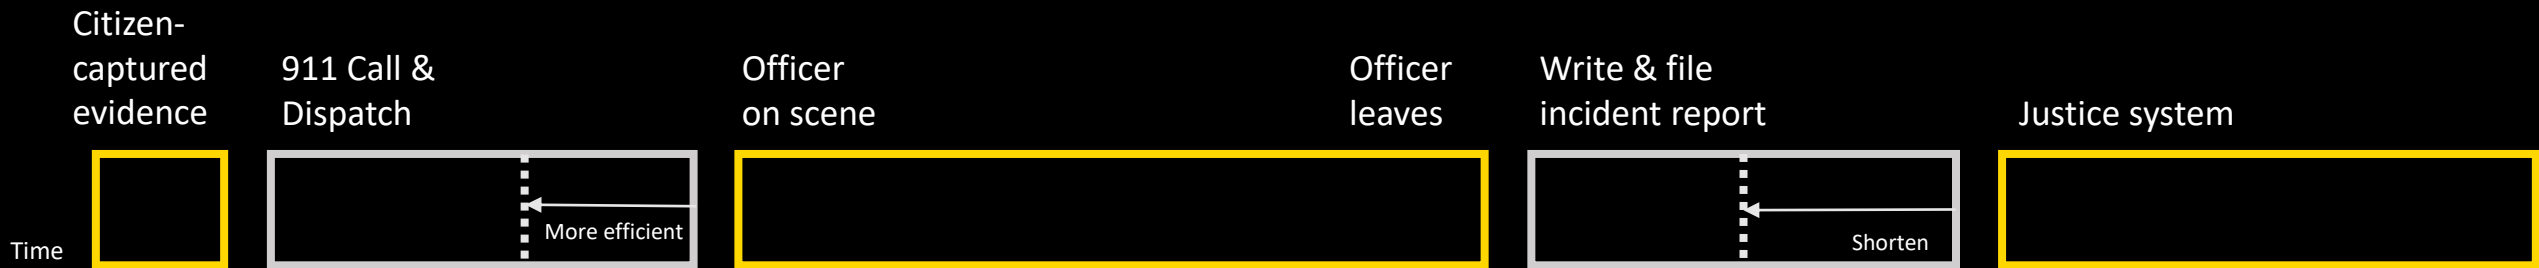 Citizen-
captured
evidence
911 Call &
Dispatch
Officer
on scene
Officer
leaves
Write & file
incident report
Justice system
More efficient
Shorten
Time